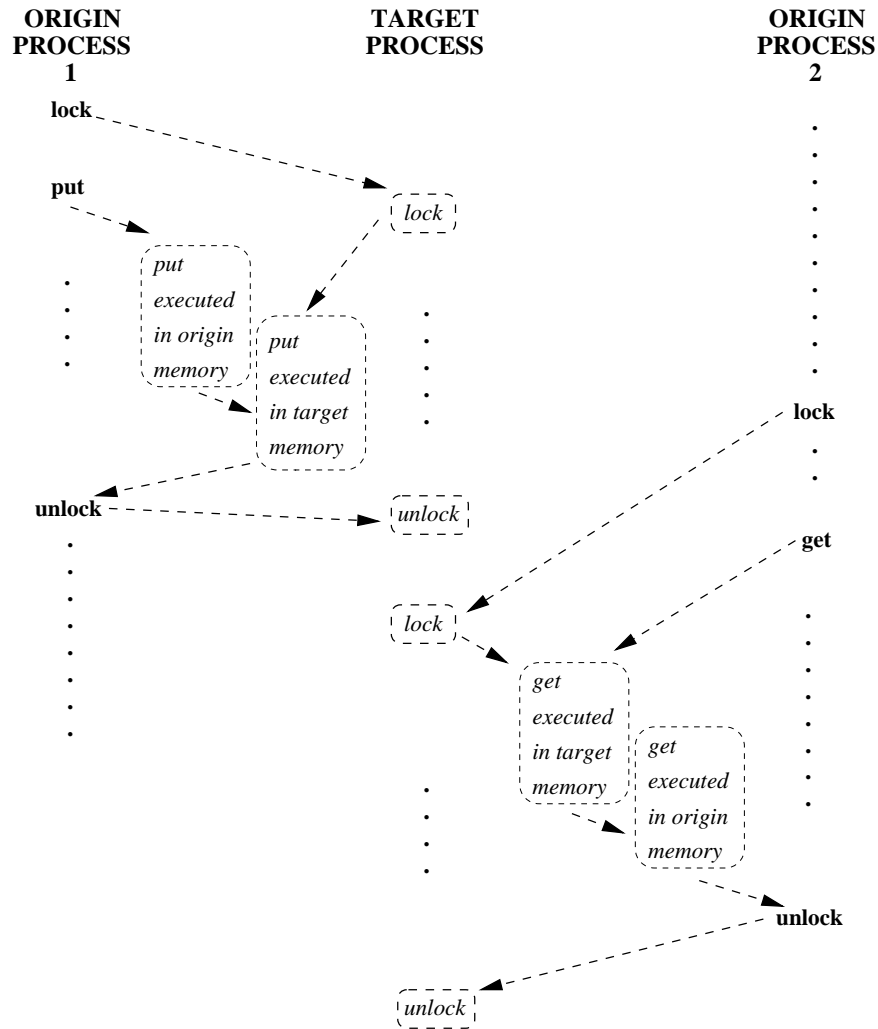 ORIGIN
PROCESS
1
TARGET
PROCESS
ORIGIN
PROCESS
2
lock
put
lock
put
executed
in origin
memory
put
executed
in target
memory
lock
unlock
unlock
get
lock
get
executed
in target
memory
get
executed
in origin
memory
unlock
unlock